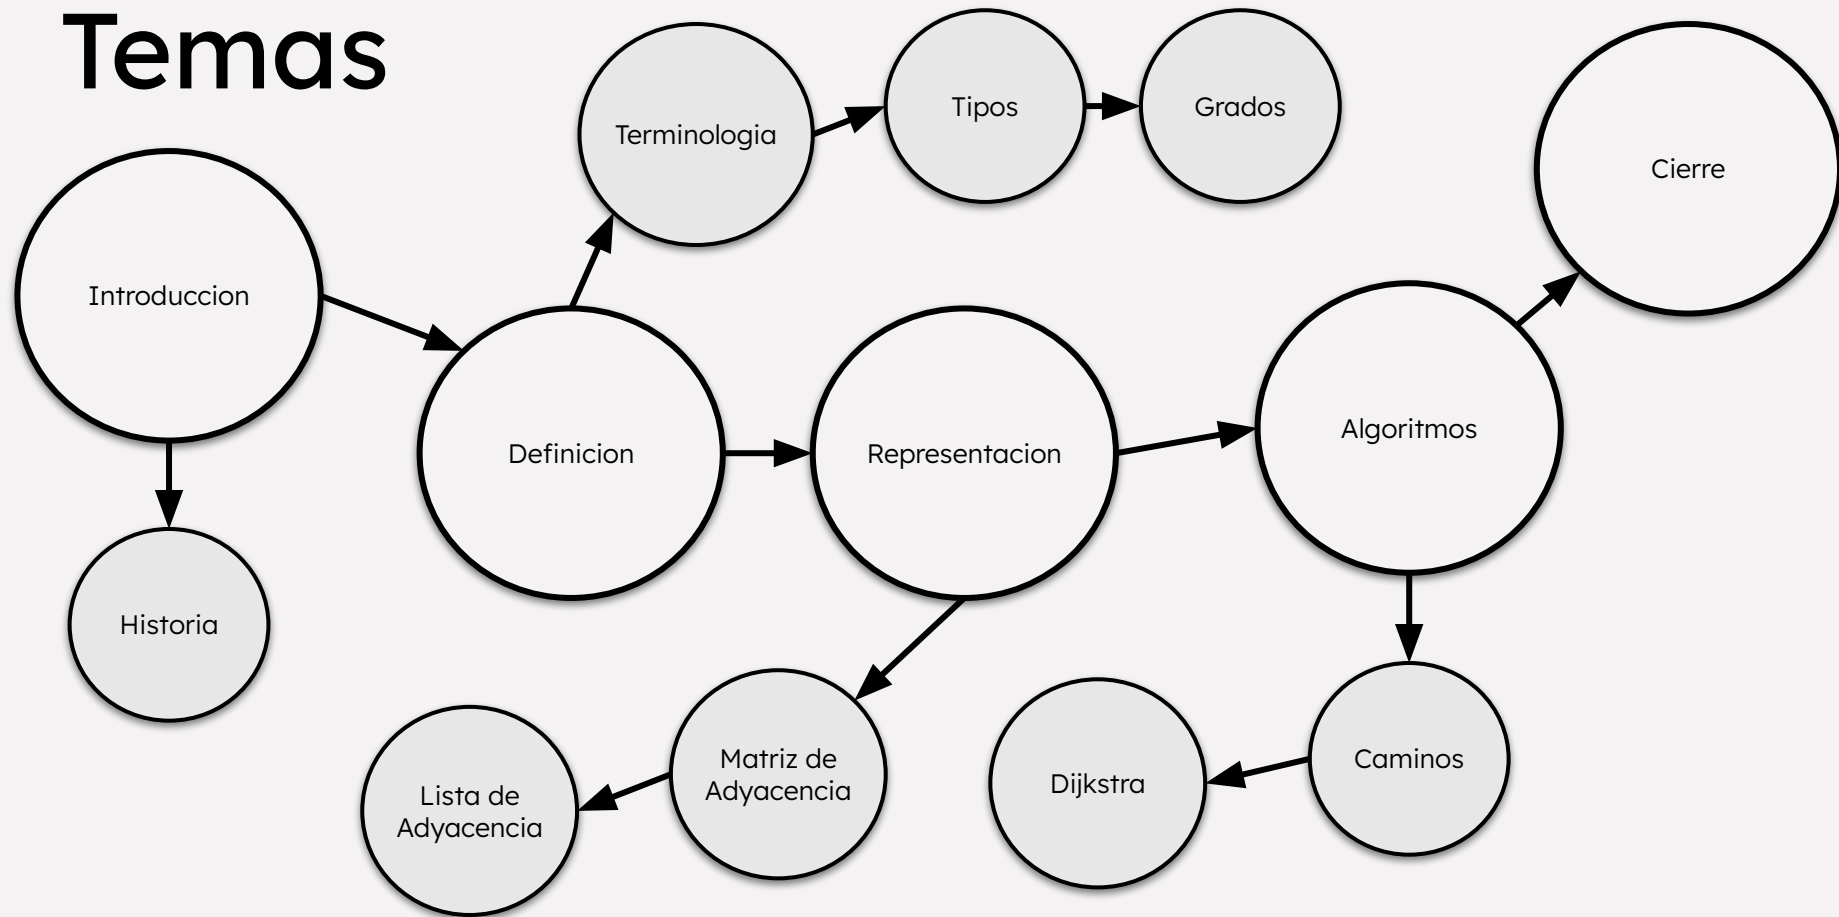 Temas
Terminologia
Tipos
Grados
Cierre
Introduccion
Definicion
Representacion
Algoritmos
Historia
Lista de
Adyacencia
Matriz de
Adyacencia
Dijkstra
Caminos